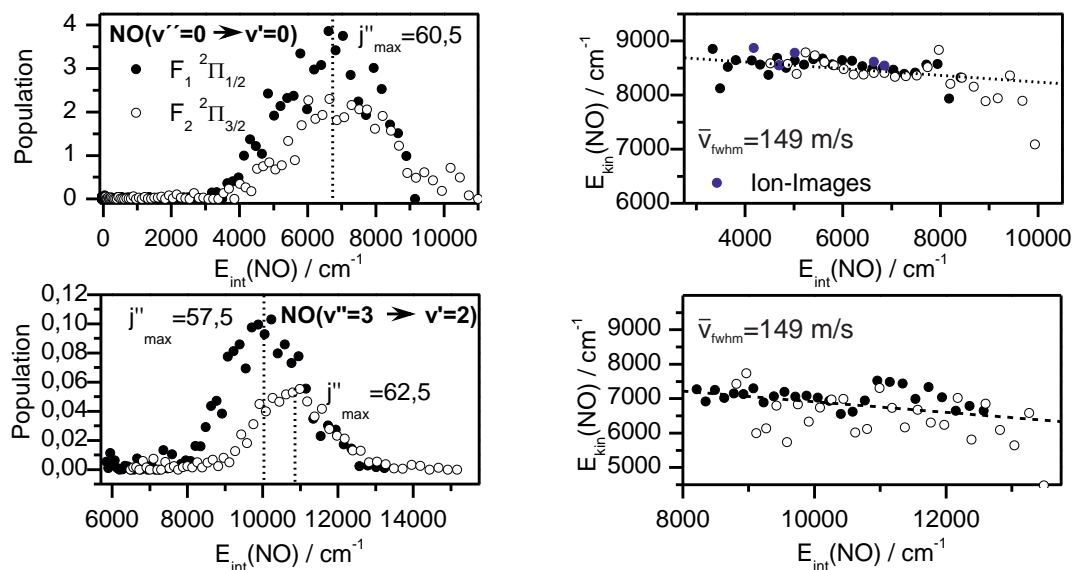 NO(v´´=0 → v'=0)
j''max=60,5
F1 ²Π1/2
F2 ²Π3/2
Population
4
3
2
1
0
0 2000 4000 6000 8000 10000
Eint(NO) / cm-1
Ekin(NO) / cm-1
9000
8000
7000
6000
v̄fwhm=149 m/s
Ion-Images
4000 6000 8000 10000
Eint(NO) / cm-1
Population
0,12
0,10
0,08
0,06
0,04
0,02
0,00
j''max=57,5
NO(v''=3 → v'=2)
j''max=62,5
6000 8000 10000 12000 14000
Eint(NO) / cm-1
Ekin(NO) / cm-1
9000
8000
7000
6000
5000
v̄fwhm=149 m/s
8000 10000 12000
Eint(NO) / cm-1